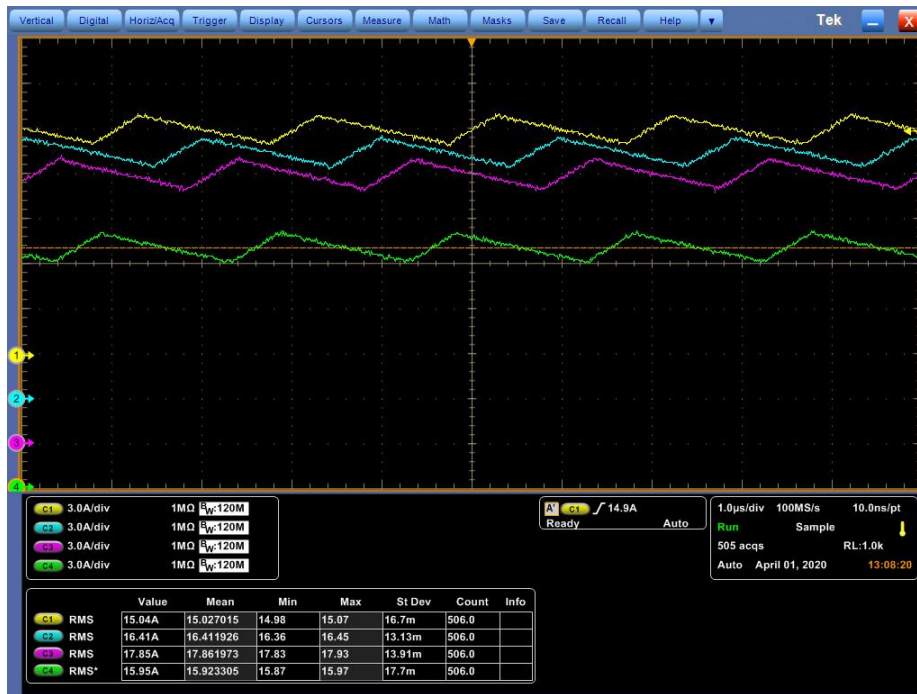 Vertical Digital Horiz/Acq Trigger Display Cursors Measure Math Masks Save Recall Help Tek X
1
2
3
4
C1 3.0A/div 1MΩ BW:120M
C2 3.0A/div 1MΩ BW:120M
C3 3.0A/div 1MΩ BW:120M
C4 3.0A/div 1MΩ BW:120M
A' C1 14.9A
Ready Auto
1.0µs/div 100MS/s 10.0ns/pt
Run Sample
505 acqs RL:1.0k
Auto April 01, 2020 13:08:20
Value Mean Min Max St Dev Count Info
C1 RMS 15.04A 15.027015 14.98 15.07 16.7m 506.0
C2 RMS 16.41A 16.411926 16.36 16.45 13.13m 506.0
C3 RMS 17.85A 17.861973 17.83 17.93 13.91m 506.0
C4 RMS* 15.95A 15.923305 15.87 15.97 17.7m 506.0